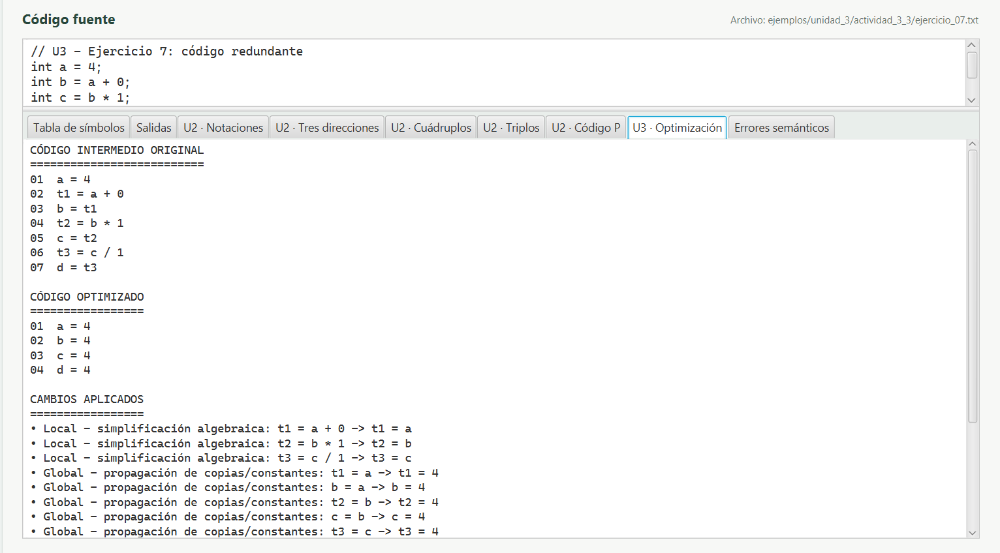 Código fuente
Archivo: ejemplos/unidad_3/actividad_3_3/ejercicio_07.txt
// U3 - Ejercicio 7: código redundante
int a = 4;
int b = a + 0;
int c = b * 1;
Tabla de símbolos Salidas U2 · Notaciones U2 · Tres direcciones U2 · Cuádruplos U2 · Triplos U2 · Código P U3 · Optimización Errores semánticos
CÓDIGO INTERMEDIO ORIGINAL
==========================
01  a = 4
02  t1 = a + 0
03  b = t1
04  t2 = b * 1
05  c = t2
06  t3 = c / 1
07  d = t3
CÓDIGO OPTIMIZADO
=================
01  a = 4
02  b = 4
03  c = 4
04  d = 4
CAMBIOS APLICADOS
=================
• Local - simplificación algebraica: t1 = a + 0 -> t1 = a
• Local - simplificación algebraica: t2 = b * 1 -> t2 = b
• Local - simplificación algebraica: t3 = c / 1 -> t3 = c
• Global - propagación de copias/constantes: t1 = a -> t1 = 4
• Global - propagación de copias/constantes: b = a -> b = 4
• Global - propagación de copias/constantes: t2 = b -> t2 = 4
• Global - propagación de copias/constantes: c = b -> c = 4
• Global - propagación de copias/constantes: t3 = c -> t3 = 4